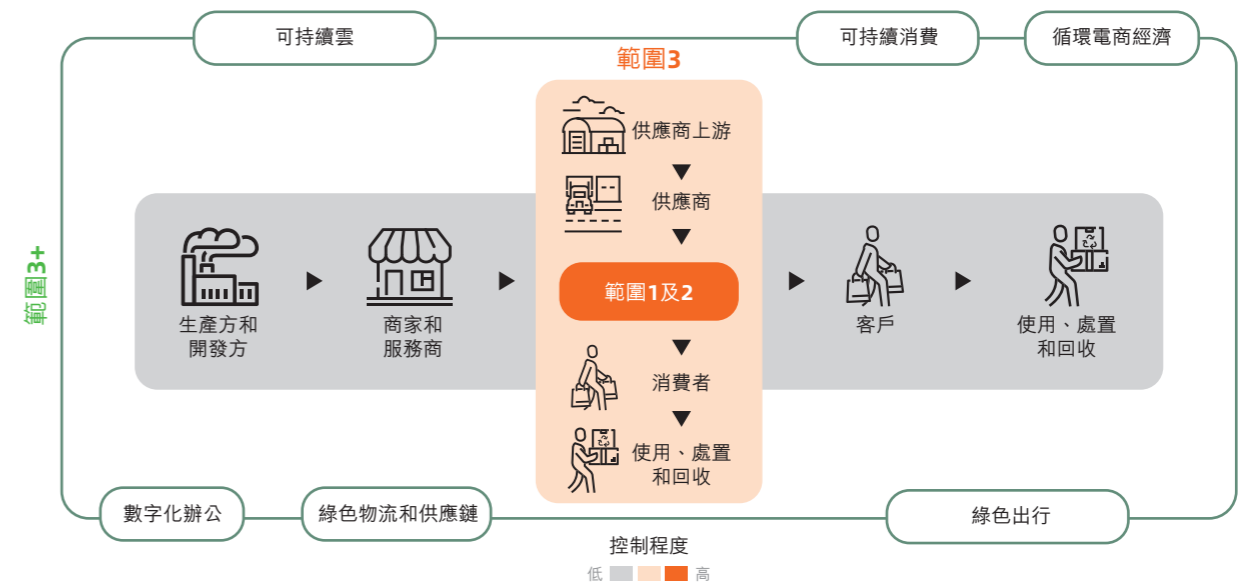 可持續雲
可持續消費
循環電商經濟
範圍3
供應商上游
供應商
範圍3+
範圍1及2
生產方和
開發方
商家和
服務商
客戶
使用、處置
和回收
消費者
使用、處置
和回收
數字化辦公
綠色物流和供應鏈
綠色出行
控制程度
低
高